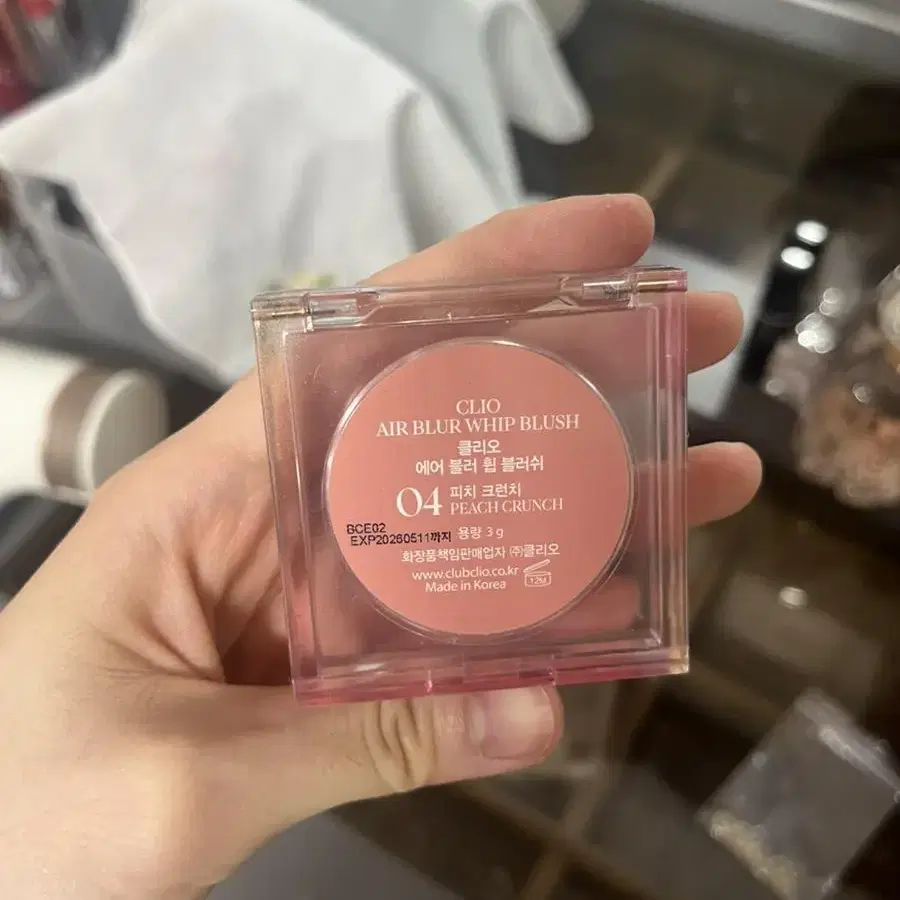 CLIO
AIR BLUR WHIP BLUSH
클리오
에어 블러 휩 블러쉬
04 피치 크런치
PEACH CRUNCH
BCE02
EXP20260511까지 용량 3 g
화장품책임판매업자 ㈜클리오
www.clubclio.co.kr
Made in Korea
12M